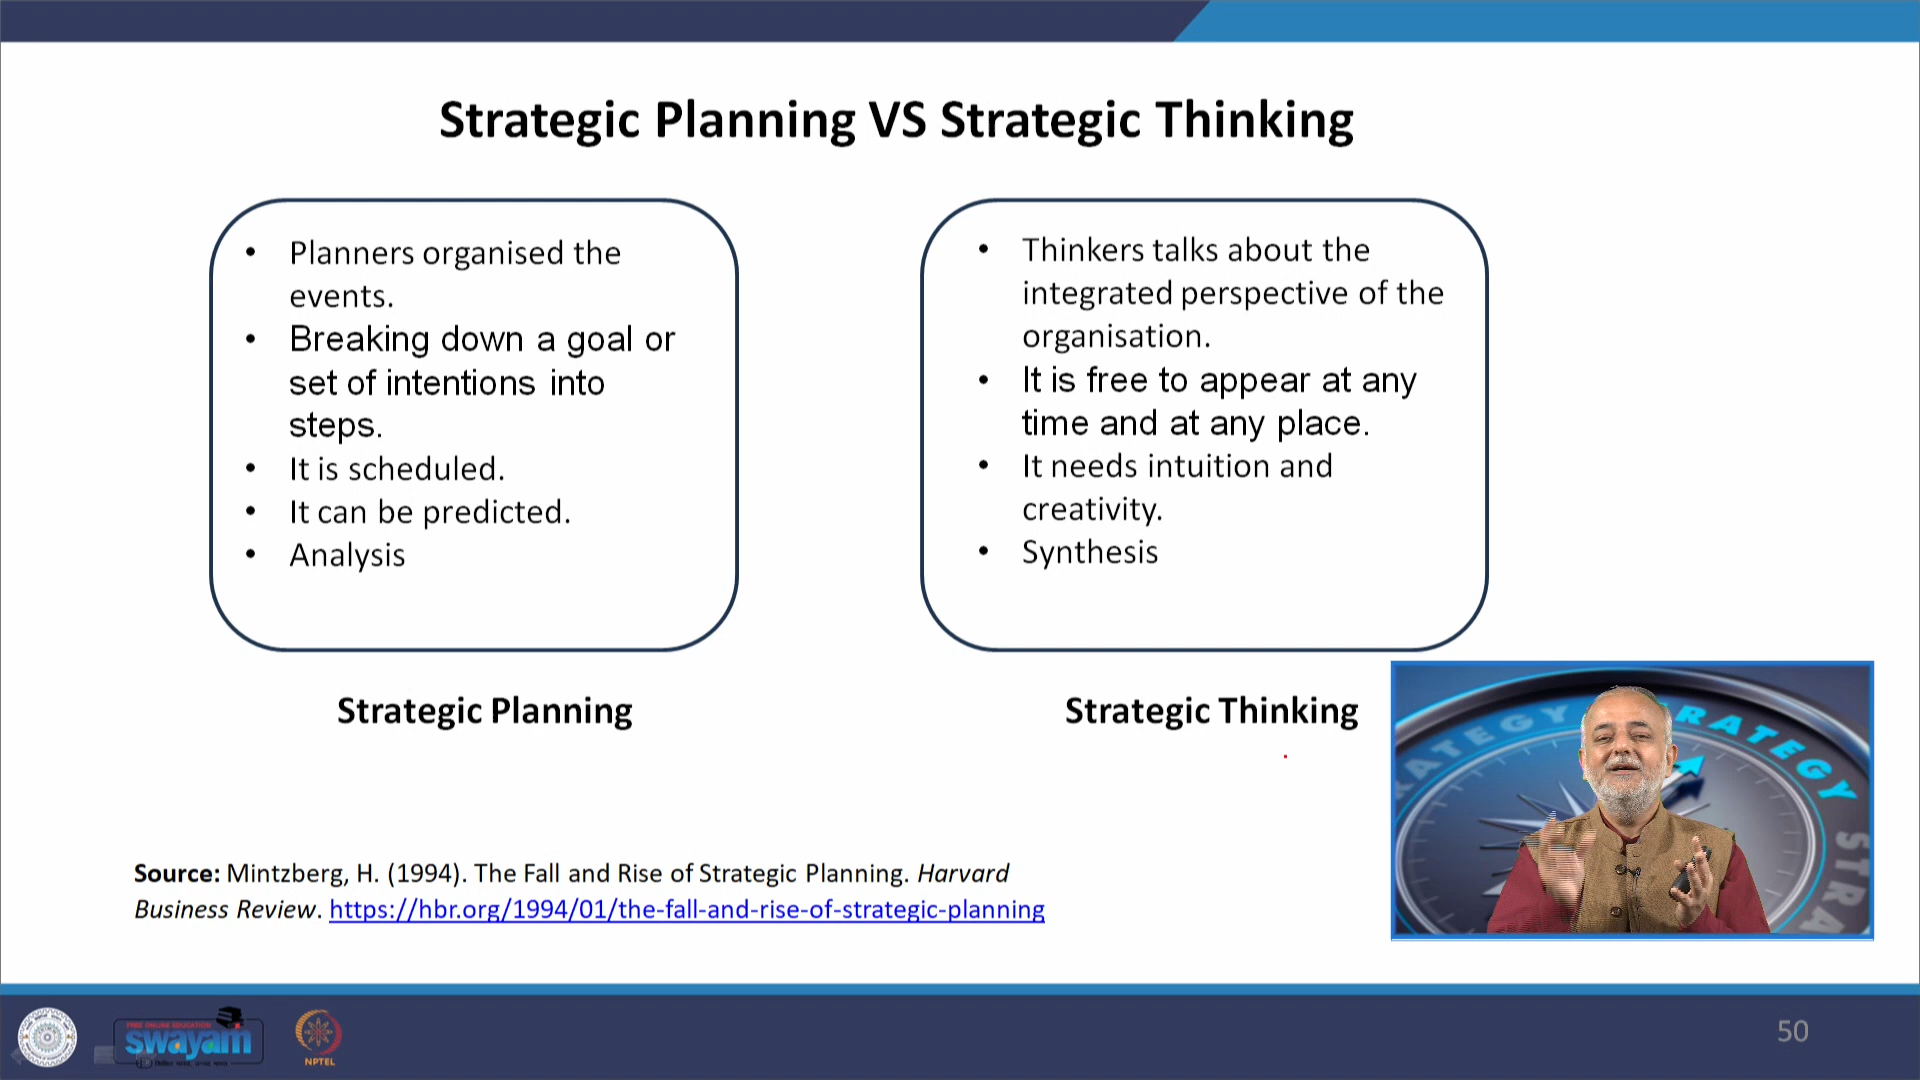 Strategic Planning VS Strategic Thinking
• Planners organised the
events.
• Breaking down a goal or
set of intentions into
steps.
• It is scheduled.
• It can be predicted.
• Analysis
Strategic Planning
• Thinkers talks about the
integrated perspective of the
organisation.
• It is free to appear at any
time and at any place.
• It needs intuition and
creativity.
• Synthesis
Strategic Thinking
STRATEGY
Source: Mintzberg, H. (1994). The Fall and Rise of Strategic Planning. Harvard
Business Review. https://hbr.org/1994/01/the-fall-and-rise-of-strategic-planning
FREE ONLINE EDUCATION
swayam
NPTEL
50